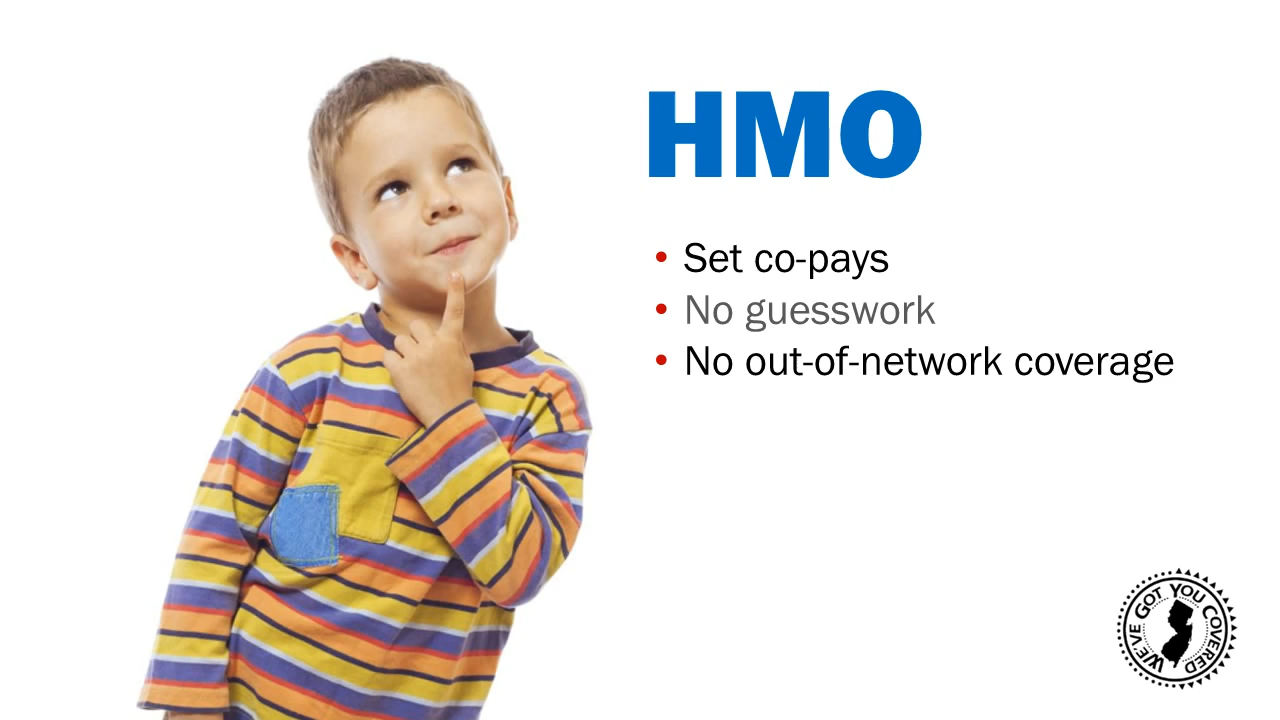 HMO
• Set co-pays
• No guesswork
• No out-of-network coverage
WE'VE GOT YOU COVERED